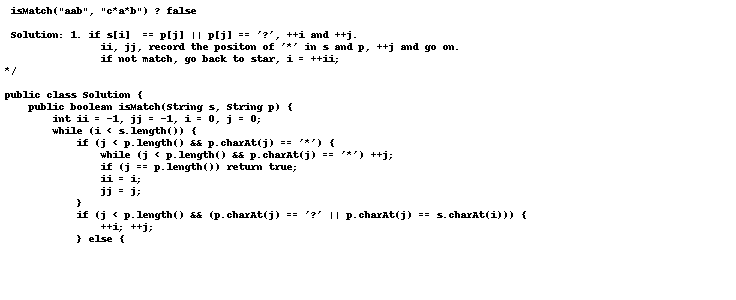 isMatch("aab", "c*a*b") ? false
Solution: 1. if s[i]  == p[j] || p[j] == '?', ++i and ++j.
ii, jj, record the positon of '*' in s and p, ++j and go on.
if not match, go back to star, i = ++ii;
*/
public class Solution {
public boolean isMatch(String s, String p) {
int ii = -1, jj = -1, i = 0, j = 0;
while (i < s.length()) {
if (j < p.length() && p.charAt(j) == '*') {
while (j < p.length() && p.charAt(j) == '*') ++j;
if (j == p.length()) return true;
ii = i;
jj = j;
}
if (j < p.length() && (p.charAt(j) == '?' || p.charAt(j) == s.charAt(i))) {
++i; ++j;
} else {